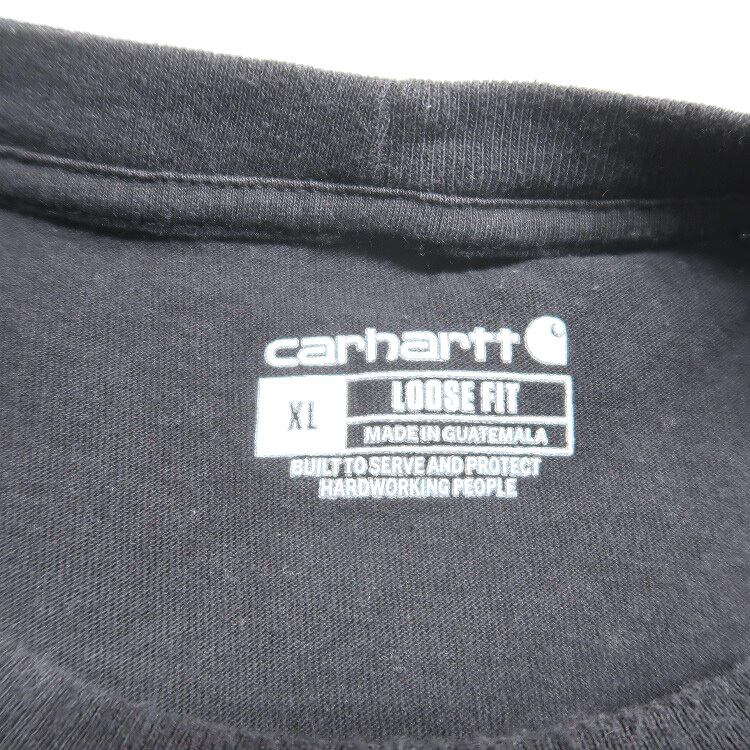 carhartt
XL
LOOSE FIT
MADE IN GUATEMALA
BUILT TO SERVE AND PROTECT
HARDWORKING PEOPLE